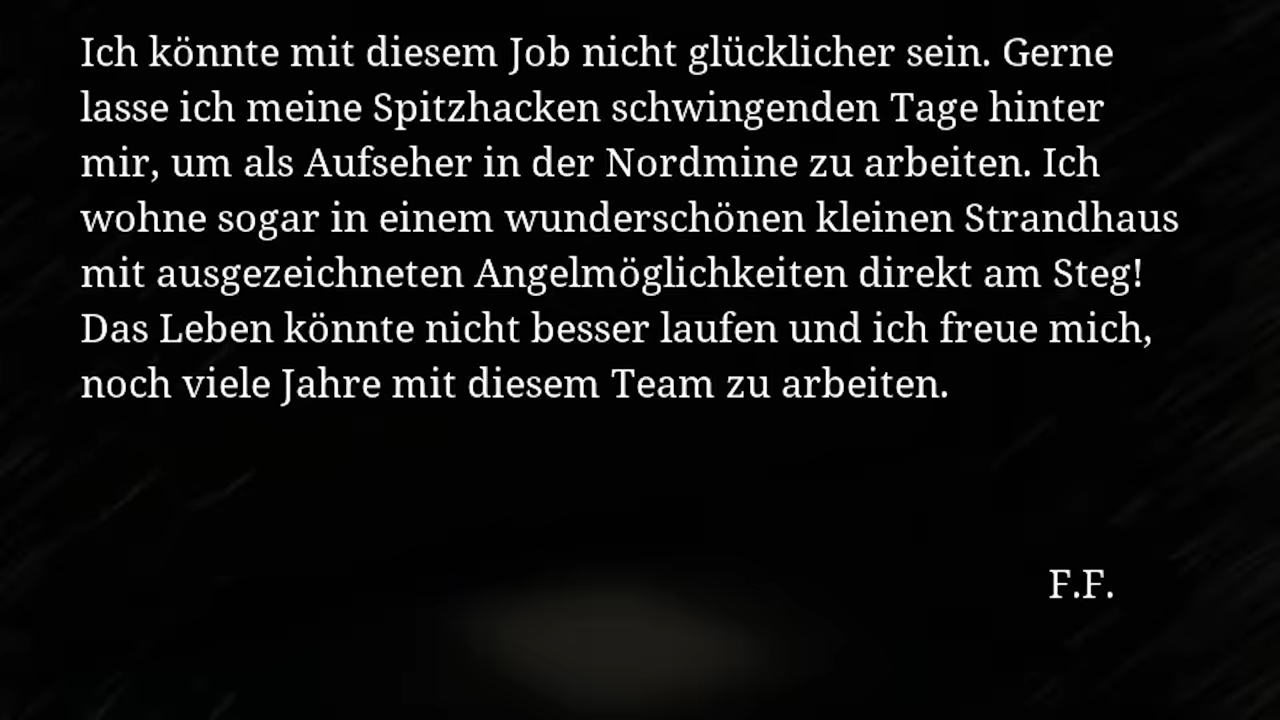 Ich könnte mit diesem Job nicht glücklicher sein. Gerne
lasse ich meine Spitzhacken schwingenden Tage hinter
mir, um als Aufseher in der Nordmine zu arbeiten. Ich
wohne sogar in einem wunderschönen kleinen Strandhaus
mit ausgezeichneten Angelmöglichkeiten direkt am Steg!
Das Leben könnte nicht besser laufen und ich freue mich,
noch viele Jahre mit diesem Team zu arbeiten.
F.F.